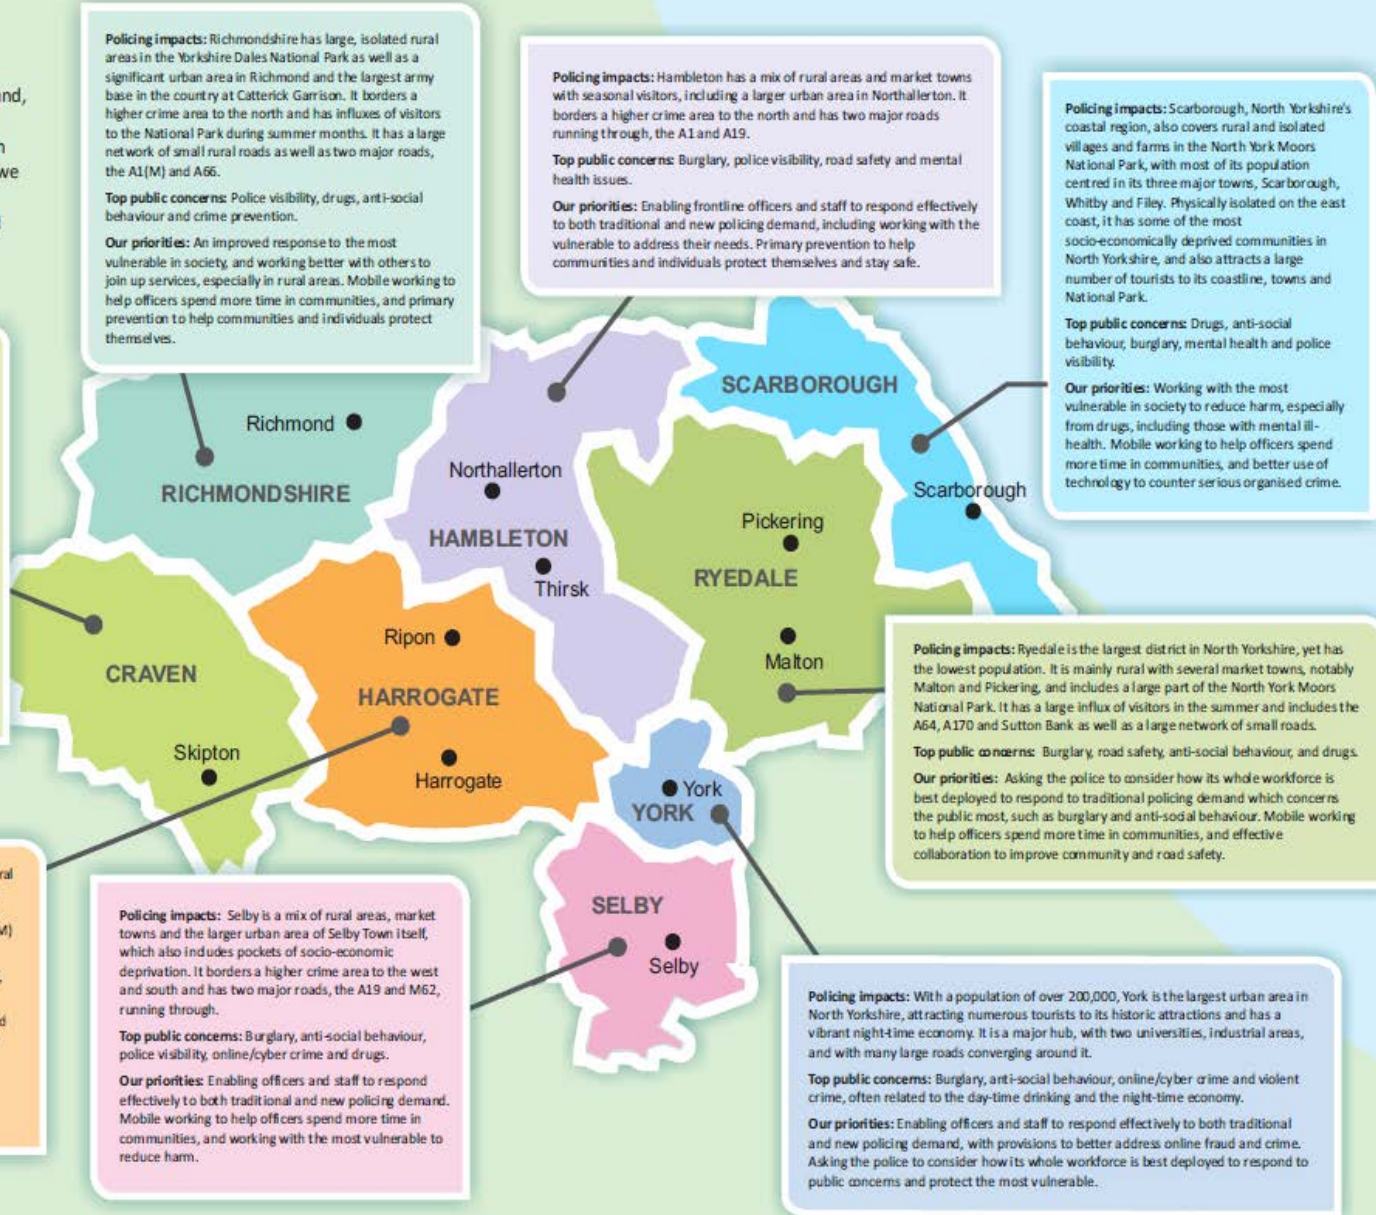 und,
we
Policing impacts: Richmondshire has large, isolated rural
areas in the Yorkshire Dales National Park as well as a
significant urban area in Richmond and the largest army
base in the country at Catterick Garrison. It borders a
higher crime area to the north and has influxes of visitors
to the National Park during summer months. It has a large
network of small rural roads as well as two major roads,
the A1(M) and A66.
Top public concerns: Police visibility, drugs, anti-social
behaviour and crime prevention.
Our priorities: An improved response to the most
vulnerable in society, and working better with others to
join up services, especially in rural areas. Mobile working to
help officers spend more time in communities, and primary
prevention to help communities and individuals protect
themselves.
Policing impacts: Hambleton has a mix of rural areas and market towns
with seasonal visitors, including a larger urban area in Northallerton. It
borders a higher crime area to the north and has two major roads
running through, the A1 and A19.
Top public concerns: Burglary, police visibility, road safety and mental
health issues.
Our priorities: Enabling frontline officers and staff to respond effectively
to both traditional and new policing demand, including working with the
vulnerable to address their needs. Primary prevention to help
communities and individuals protect themselves and stay safe.
Policing impacts: Scarborough, North Yorkshire's
coastal region, also covers rural and isolated
villages and farms in the North York Moors
National Park, with most of its population
centred in its three major towns, Scarborough,
Whitby and Filey. Physically isolated on the east
coast, it has some of the most
socio-economically deprived communities in
North Yorkshire, and also attracts a large
number of tourists to its coastline, towns and
National Park.
Top public concerns: Drugs, anti-social
behaviour, burglary, mental health and police
visibility.
Our priorities: Working with the most
vulnerable in society to reduce harm, especially
from drugs, including those with mental ill-
health. Mobile working to help officers spend
more time in communities, and better use of
technology to counter serious organised crime.
SCARBOROUGH
Richmond
RICHMONDSHIRE
Northallerton
HAMBLETON
Thirsk
Scarborough
Pickering
RYEDALE
Malton
Ripon
HARROGATE
Harrogate
CRAVEN
Skipton
York
YORK
SELBY
Selby
Policing impacts: Ryedale is the largest district in North Yorkshire, yet has
the lowest population. It is mainly rural with several market towns, notably
Malton and Pickering, and includes a large part of the North York Moors
National Park. It has a large influx of visitors in the summer and includes the
A64, A170 and Sutton Bank as well as a large network of small roads.
Top public concerns: Burglary, road safety, anti-social behaviour, and drugs.
Our priorities: Asking the police to consider how its whole workforce is
best deployed to respond to traditional policing demand which concerns
the public most, such as burglary and anti-social behaviour. Mobile working
to help officers spend more time in communities, and effective
collaboration to improve community and road safety.
ral
M)
Policing impacts: Selby is a mix of rural areas, market
towns and the larger urban area of Selby Town itself,
which also includes pockets of socio-economic
deprivation. It borders a higher crime area to the west
and south and has two major roads, the A19 and M62,
running through.
Top public concerns: Burglary, anti-social behaviour,
police visibility, online/cyber crime and drugs.
Our priorities: Enabling officers and staff to respond
effectively to both traditional and new policing demand.
Mobile working to help officers spend more time in
communities, and working with the most vulnerable to
reduce harm.
Policing impacts: With a population of over 200,000, York is the largest urban area in
North Yorkshire, attracting numerous tourists to its historic attractions and has a
vibrant night-time economy. It is a major hub, with two universities, industrial areas,
and with many large roads converging around it.
Top public concerns: Burglary, anti-social behaviour, online/cyber crime and violent
crime, often related to the day-time drinking and the night-time economy.
Our priorities: Enabling officers and staff to respond effectively to both traditional
and new policing demand, with provisions to better address online fraud and crime.
Asking the police to consider how its whole workforce is best deployed to respond to
public concerns and protect the most vulnerable.